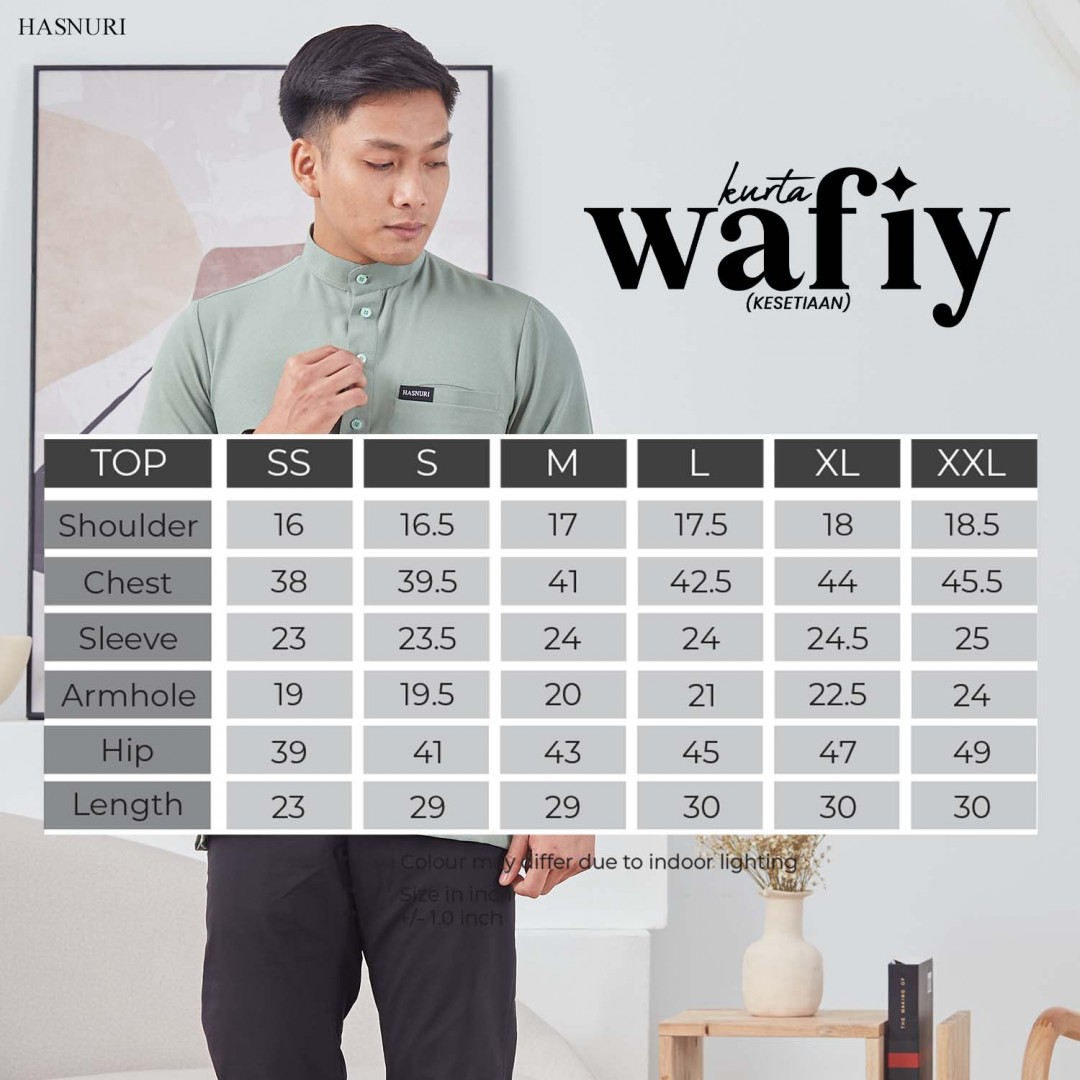 HASNURI
kurta
wafiy
(KESETIAAN)
HASNURI
TOP SS S M L XL XXL
Shoulder 16 16.5 17 17.5 18 18.5
Chest 38 39.5 41 42.5 44 45.5
Sleeve 23 23.5 24 24 24.5 25
Armhole 19 19.5 20 21 22.5 24
Hip 39 41 43 45 47 49
Length 23 29 29 30 30 30
Colour may differ due to indoor lighting
Size in inch
+/- 1.0 inch
THE MAKING OF